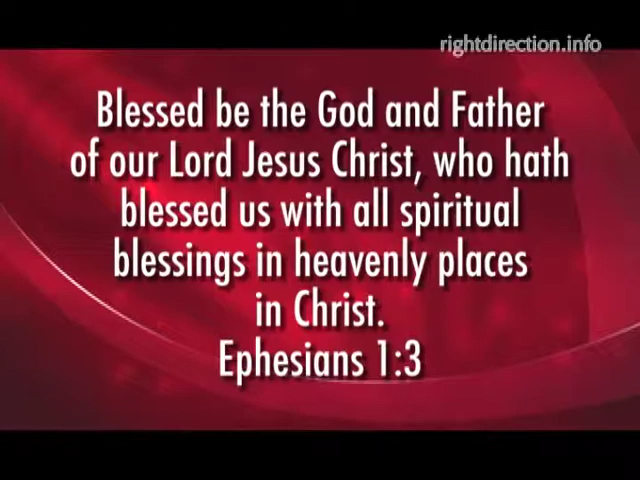 rightdirection.info
Blessed be the God and Father
of our Lord Jesus Christ, who hath
blessed us with all spiritual
blessings in heavenly places
in Christ.
Ephesians 1:3